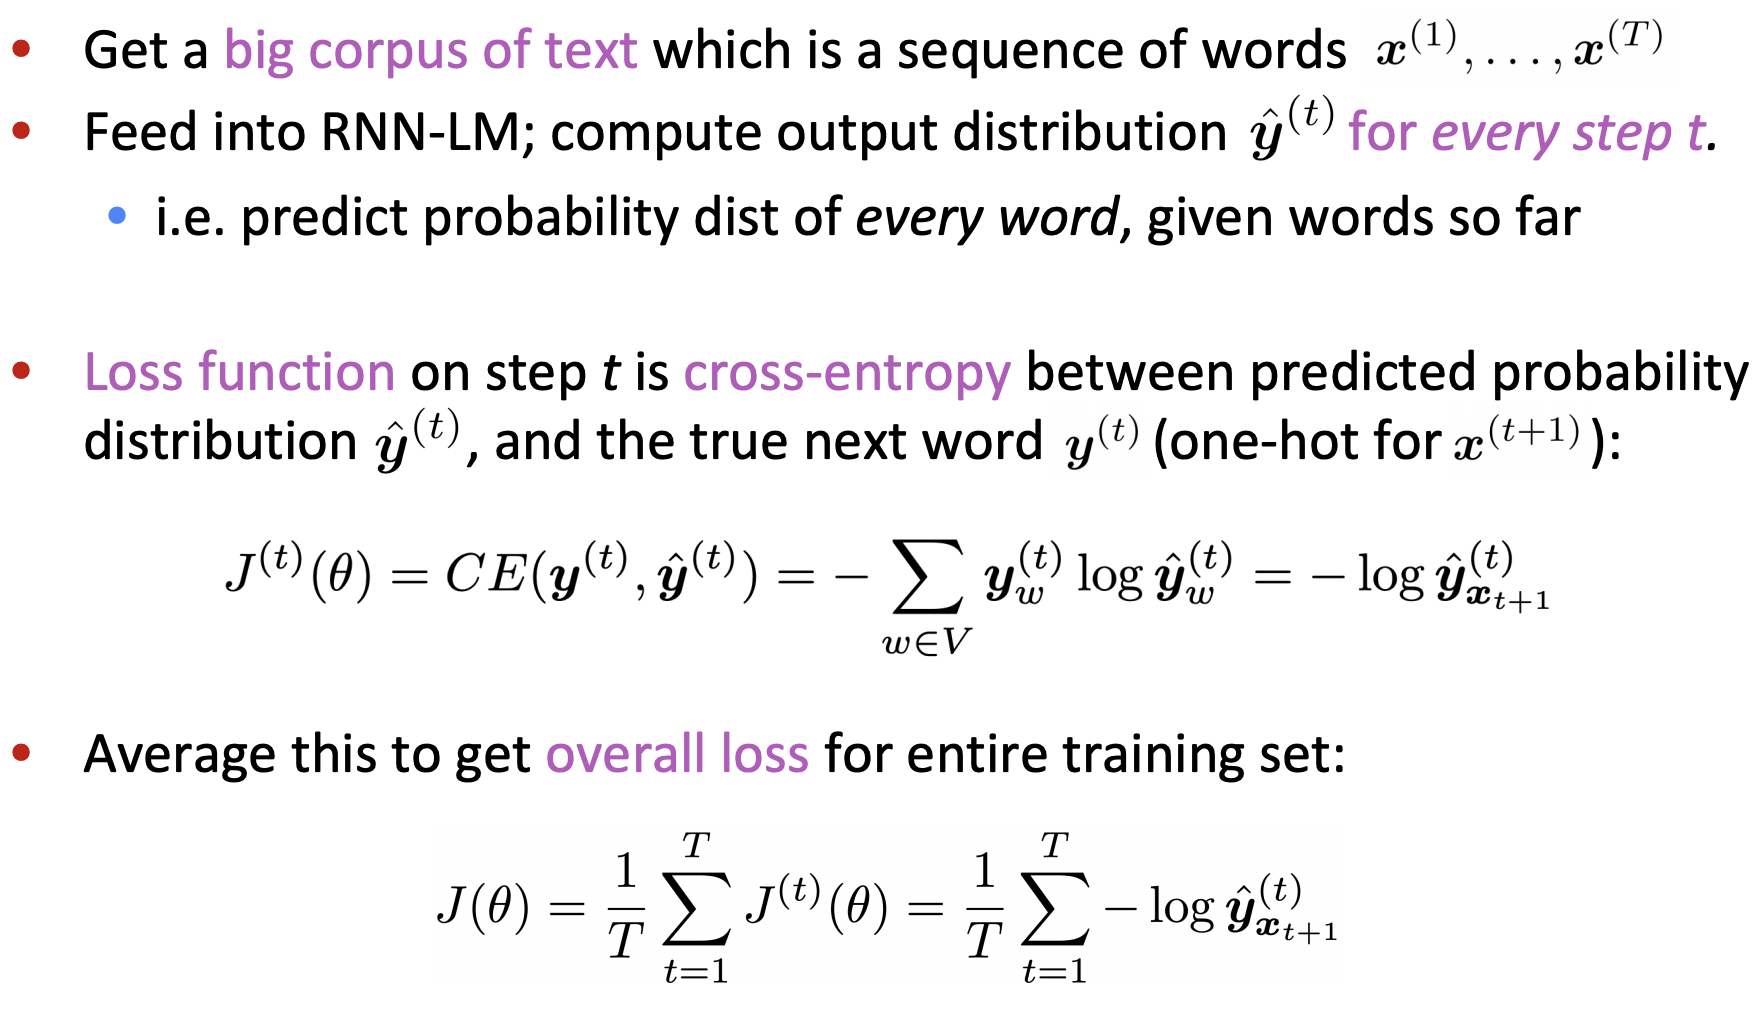 • Get a big corpus of text which is a sequence of words $\boldsymbol{x}^{(1)}, \ldots, \boldsymbol{x}^{(T)}$
• Feed into RNN-LM; compute output distribution $\hat{\boldsymbol{y}}^{(t)}$ for every step t.
• i.e. predict probability dist of every word, given words so far
• Loss function on step t is cross-entropy between predicted probability
distribution $\hat{\boldsymbol{y}}^{(t)}$, and the true next word $\boldsymbol{y}^{(t)}$ (one-hot for $\boldsymbol{x}^{(t+1)}$):
$J^{(t)}(\theta) = CE(\boldsymbol{y}^{(t)}, \hat{\boldsymbol{y}}^{(t)}) = -\sum_{w \in V} \boldsymbol{y}_w^{(t)} \log \hat{\boldsymbol{y}}_w^{(t)} = -\log \hat{\boldsymbol{y}}_{\boldsymbol{x}_{t+1}}^{(t)}$
• Average this to get overall loss for entire training set:
$J(\theta) = \frac{1}{T} \sum_{t=1}^{T} J^{(t)}(\theta) = \frac{1}{T} \sum_{t=1}^{T} -\log \hat{\boldsymbol{y}}_{\boldsymbol{x}_{t+1}}^{(t)}$